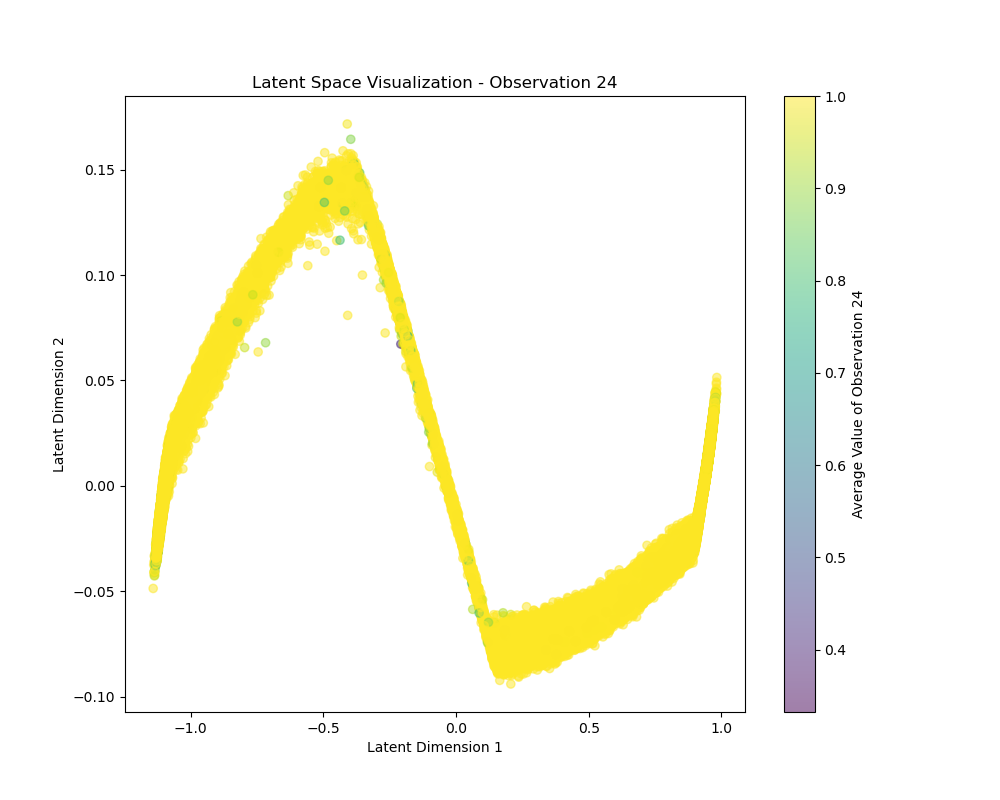 Latent Space Visualization - Observation 24
0.15
0.10
0.05
0.00
−0.05
−0.10
Latent Dimension 2
−1.0 −0.5 0.0 0.5 1.0
Latent Dimension 1
1.0
0.9
0.8
0.7
0.6
0.5
0.4
Average Value of Observation 24